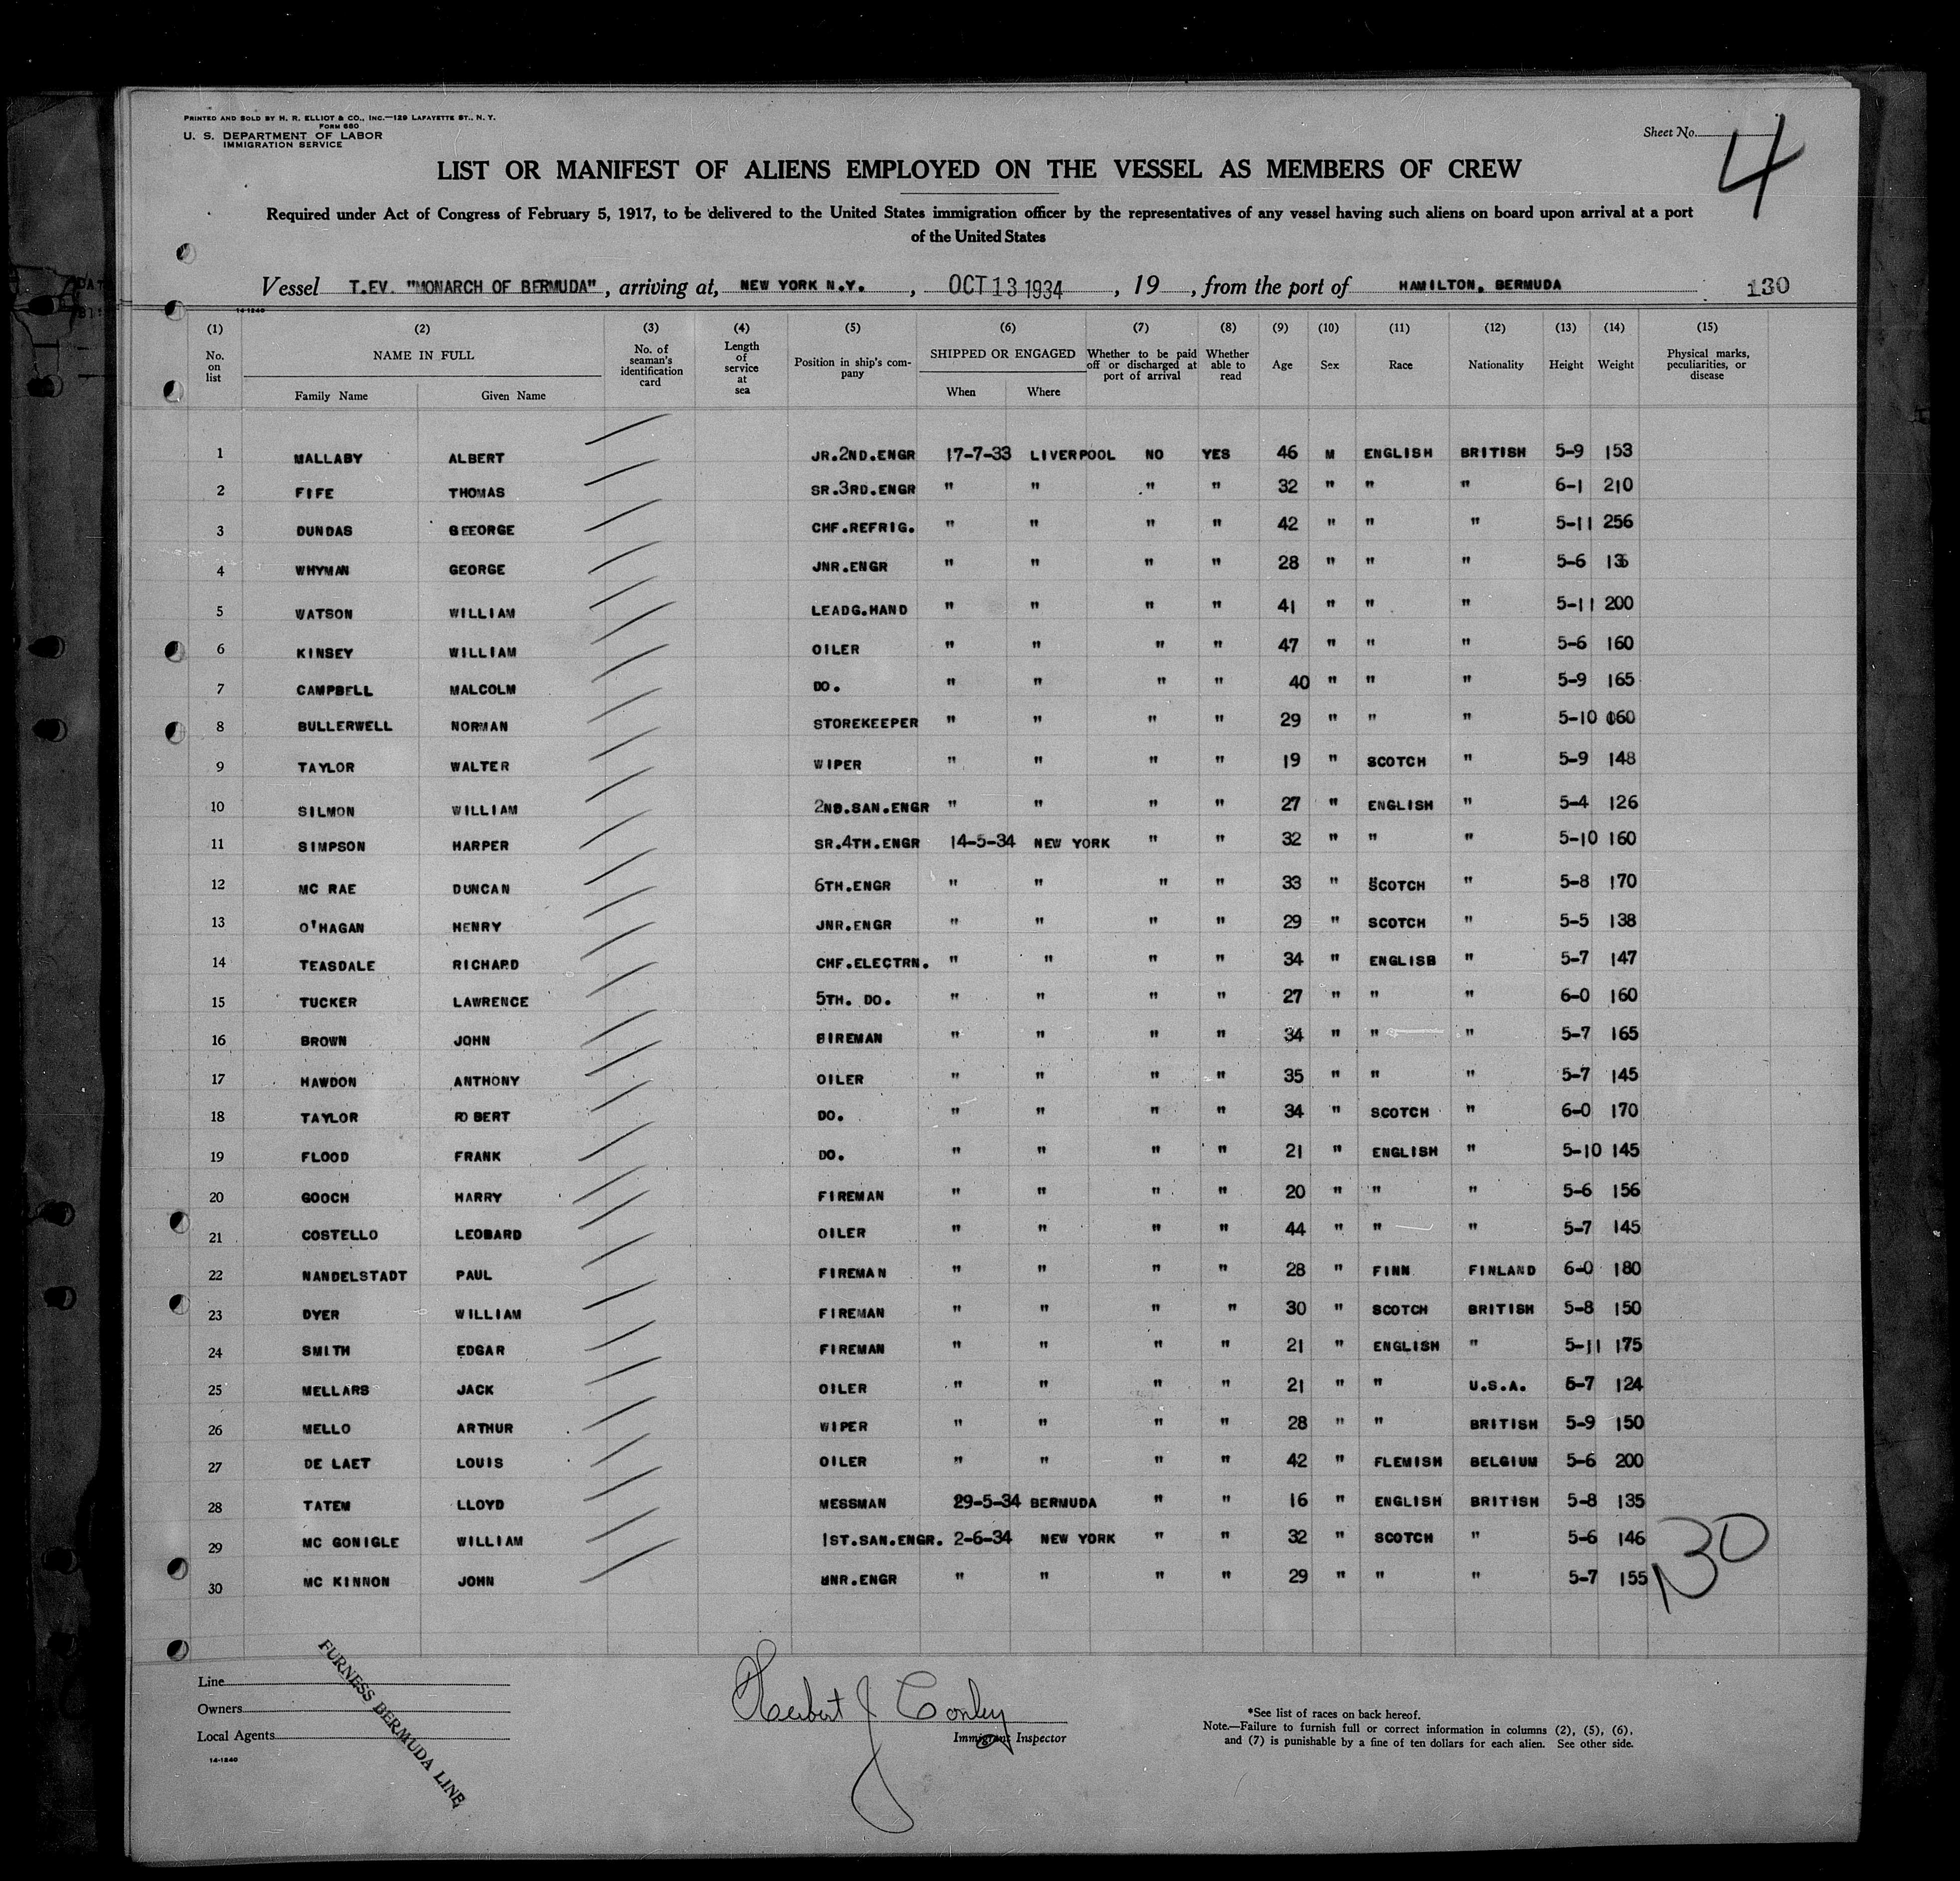 PRINTED AND SOLD BY H. R. ELLIOT & CO., INC.—129 LAFAYETTE ST., N. Y.
FORM 680
U. S. DEPARTMENT OF LABOR
IMMIGRATION SERVICE
Sheet No. 4
LIST OR MANIFEST OF ALIENS EMPLOYED ON THE VESSEL AS MEMBERS OF CREW
Required under Act of Congress of February 5, 1917, to be delivered to the United States immigration officer by the representatives of any vessel having such aliens on board upon arrival at a port
of the United States
Vessel T.EV. "MONARCH OF BERMUDA", arriving at, NEW YORK N.Y., OCT 13 1934, 19, from the port of HAMILTON, BERMUDA 130
14-1240
(1) (2) (3) (4) (5) (6) (7) (8) (9) (10) (11) (12) (13) (14) (15)
No. on list NAME IN FULL Family Name Given Name No. of seaman's identification card Length of service at sea Position in ship's company SHIPPED OR ENGAGED When Where Whether to be paid off or discharged at port of arrival Whether able to read Age Sex Race Nationality Height Weight Physical marks, peculiarities, or disease
1 MALLABY ALBERT JR.2ND.ENGR 17-7-33 LIVERPOOL NO YES 46 M ENGLISH BRITISH 5-9 153
2 FIFE THOMAS SR.3RD.ENGR " " " " 32 " " " 6-1 210
3 DUNDAS GEEORGE CHF.REFRIG. " " " " 42 " " " 5-11 256
4 WHYMAN GEORGE JNR.ENGR " " " " 28 " " " 5-6
5 WATSON WILLIAM LEADG.HAND " " " " 41 " " " 5-11 200
6 KINSEY WILLIAM OILER " " " " 47 " " " 5-6 160
7 CAMPBELL MALCOLM DO. " " " " 40 " " " 5-9 165
8 BULLERWELL NORMAN STOREKEEPER " " " " 29 " " " 5-10 160
9 TAYLOR WALTER WIPER " " " " 19 " SCOTCH " 5-9 148
10 SILMON WILLIAM 2ND.SAN.ENGR " " " " 27 " ENGLISH " 5-4 126
11 SIMPSON HARPER SR.4TH.ENGR 14-5-34 NEW YORK " " 32 " " " 5-10 160
12 MC RAE DUNCAN 6TH.ENGR " " " " 33 " SCOTCH " 5-8 170
13 O'HAGAN HENRY JNR.ENGR " " " " 29 " SCOTCH " 5-5 138
14 TEASDALE RICHARD CHF.ELECTRN. " " " " 34 " ENGLISB " 5-7 147
15 TUCKER LAWRENCE 5TH. DO. " " " " 27 " " " 6-0 160
16 BROWN JOHN BIREMAN " " " " 34 " " " 5-7 165
17 HAWDON ANTHONY OILER " " " " 35 " " " 5-7 145
18 TAYLOR RO BERT DO. " " " " 34 " SCOTCH " 6-0 170
19 FLOOD FRANK DO. " " " " 21 " ENGLISH " 5-10 145
20 GOOCH HARRY FIREMAN " " " " 20 " " " 5-6 156
21 COSTELLO LEOBARD OILER " " " " 44 " " " 5-7 145
22 NANDELSTADT PAUL FIREMAN " " " " 28 " FINN FINLAND 6-0 180
23 DYER WILLIAM FIREMAN " " " " 30 " SCOTCH BRITISH 5-8 150
24 SMITH EDGAR FIREMAN " " " " 21 " ENGLISH " 5-11 175
25 MELLARS JACK OILER " " " " 21 " " U.S.A. 5-7 124
26 MELLO ARTHUR WIPER " " " " 28 " " BRITISH 5-9 150
27 DE LAET LOUIS OILER " " " " 42 " FLEMISH BELGIUM 5-6 200
28 TATEM LLOYD MESSMAN 29-5-34 BERMUDA " " 16 " ENGLISH BRITISH 5-8 135
29 MC GONIGLE WILLIAM 1ST.SAN.ENGR. 2-6-34 NEW YORK " " 32 " SCOTCH " 5-6 146
30 MC KINNON JOHN UNR.ENGR " " " " 29 " " " 5-7 155
30
Line
Owners
Local Agents
14-1240
FURNESS BERMUDA LINE
Herbert J Conley
Immigrant Inspector
*See list of races on back hereof.
Note.—Failure to furnish full or correct information in columns (2), (5), (6),
and (7) is punishable by a fine of ten dollars for each alien. See other side.